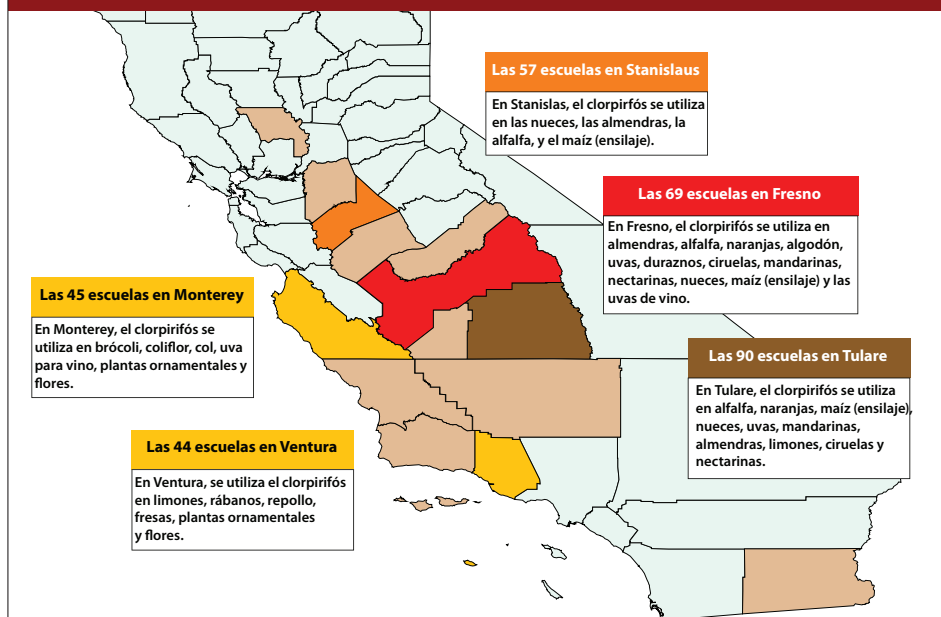 Las 57 escuelas en Stanislaus
En Stanislas, el clorpirfós se utiliza
en las nueces, las almendras, la
alfalfa, y el maíz (ensilaje).
Las 69 escuelas en Fresno
En Fresno, el clorpirifós se utiliza en
almendras, alfalfa, naranjas, algodón,
uvas, duraznos, ciruelas, mandarinas,
nectarinas, nueces, maíz (ensilaje) y las
uvas de vino.
Las 45 escuelas en Monterey
En Monterey, el clorpirifós se
utiliza en brócoli, coliflor, col, uva
para vino, plantas ornamentales y
flores.
Las 90 escuelas en Tulare
En Tulare, el clorpirifós se utiliza
en alfalfa, naranjas, maíz (ensilaje),
nueces, uvas, mandarinas,
almendras, limones, ciruelas y
nectarinas.
Las 44 escuelas en Ventura
En Ventura, se utiliza el clorpirifós
en limones, rábanos, repollo,
fresas, plantas ornamentales
y flores.